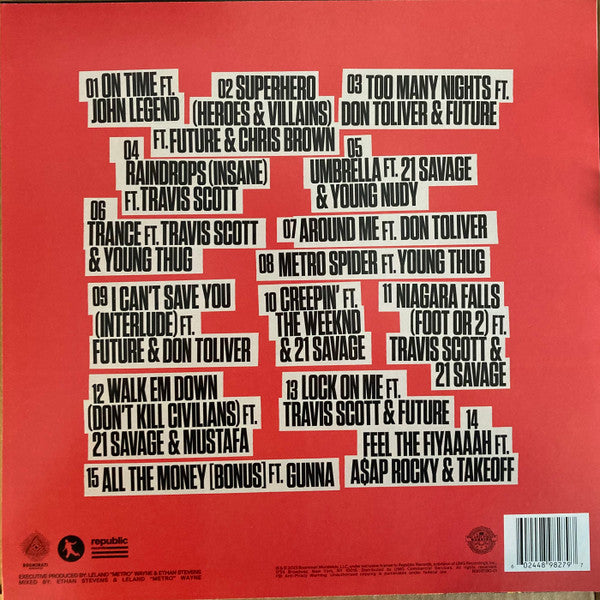 01 ON TIME FT.
JOHN LEGEND
02 SUPERHERO
(HEROES & VILLAINS)
FT. FUTURE & CHRIS BROWN
03 TOO MANY NIGHTS FT.
DON TOLIVER & FUTURE
04
RAINDROPS (INSANE)
FT. TRAVIS SCOTT
05
UMBRELLA FT. 21 SAVAGE
& YOUNG NUDY
06
TRANCE FT. TRAVIS SCOTT
& YOUNG THUG
07 AROUND ME FT. DON TOLIVER
08 METRO SPIDER FT. YOUNG THUG
09 I CAN'T SAVE YOU
(INTERLUDE) FT.
FUTURE & DON TOLIVER
10 CREEPIN' FT.
THE WEEKND
& 21 SAVAGE
11 NIAGARA FALLS
(FOOT OR 2) FT.
TRAVIS SCOTT &
21 SAVAGE
12 WALK EM DOWN
(DON'T KILL CIVILIANS) FT.
21 SAVAGE & MUSTAFA
13 LOCK ON ME FT.
TRAVIS SCOTT & FUTURE
14
FEEL THE FIYAAAAH FT.
A$AP ROCKY & TAKEOFF
15 ALL THE MONEY [BONUS] FT. GUNNA
BOOMINATI
republic
EXECUTIVE PRODUCED BY: LELAND "METRO" WAYNE & ETHAN STEVENS
MIXED BY: ETHAN STEVENS & LELAND "METRO" WAYNE
6 02448 98279 7